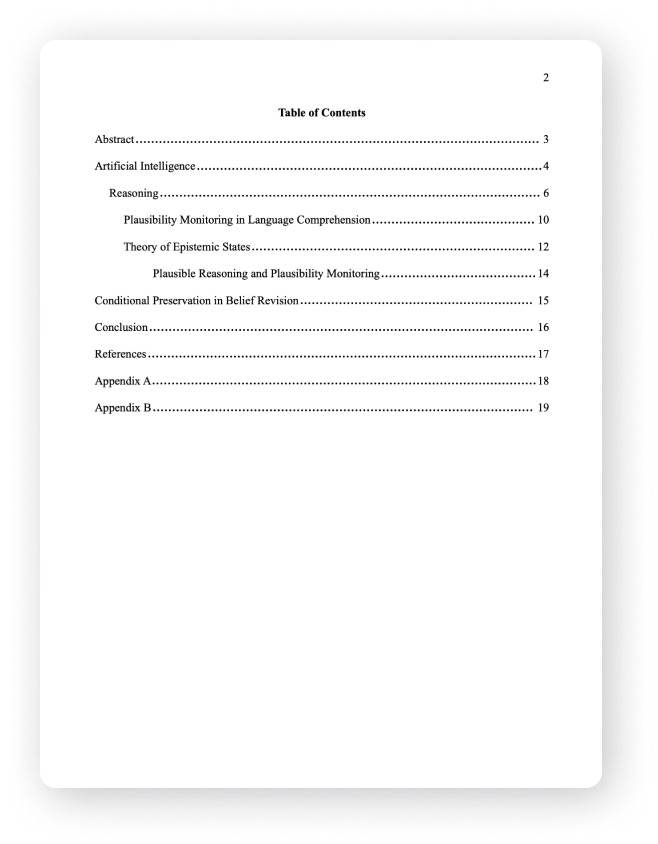 2
Table of Contents
Abstract........................................................................................................ 3
Artificial Intelligence.........................................................................................4
Reasoning................................................................................................... 6
Plausibility Monitoring in Language Comprehension.......................................... 10
Theory of Epistemic States......................................................................... 12
Plausible Reasoning and Plausibility Monitoring........................................14
Conditional Preservation in Belief Revision............................................................ 15
Conclusion.................................................................................................... 16
References.....................................................................................................17
Appendix A....................................................................................................18
Appendix B................................................................................................... 19